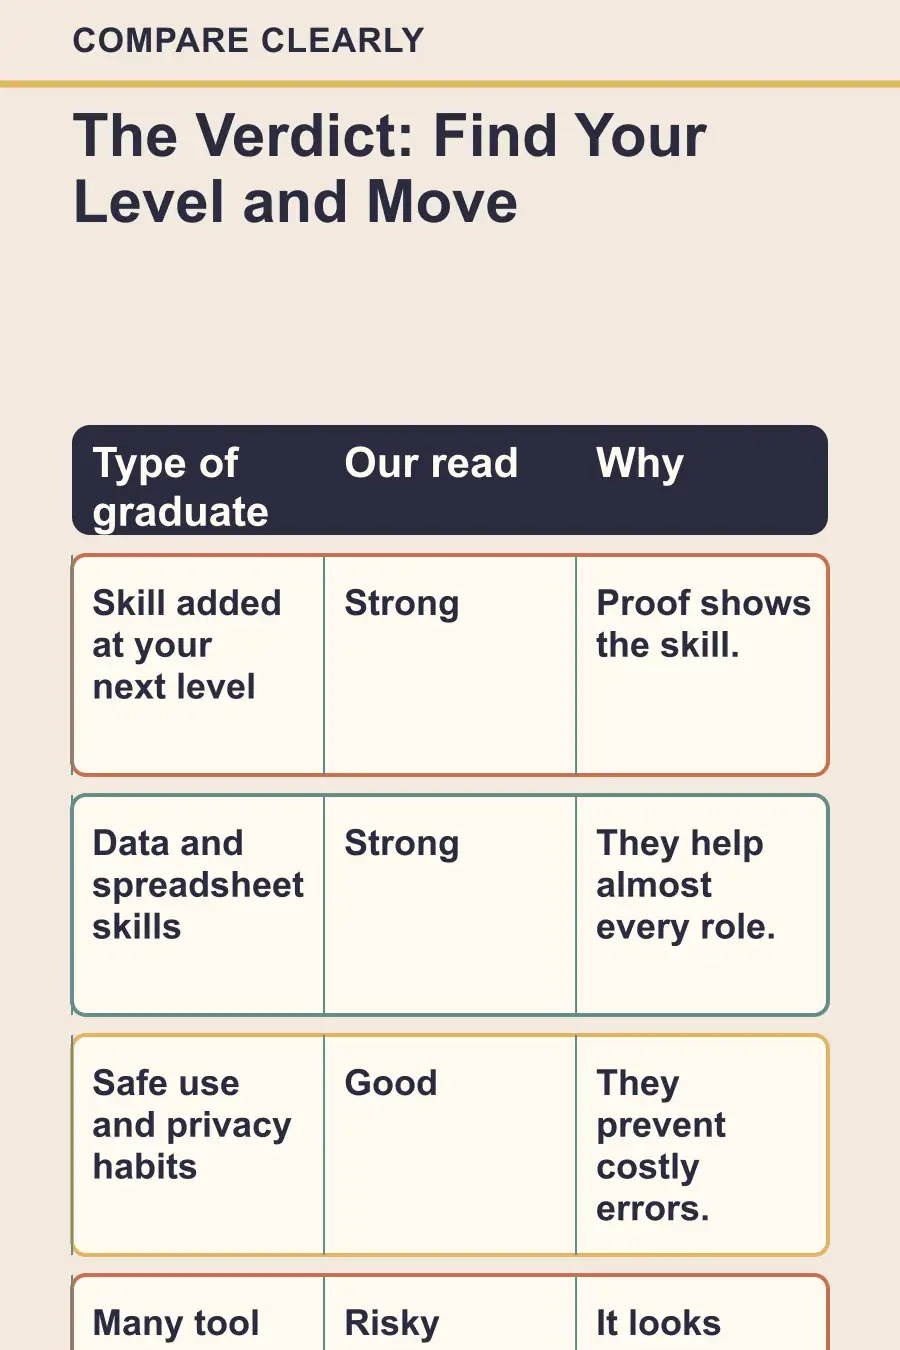 COMPARE CLEARLY
The Verdict: Find Your
Level and Move
Type of
graduate
Our read
Why
Skill added
at your
next level
Strong
Proof shows
the skill.
Data and
spreadsheet
skills
Strong
They help
almost
every role.
Safe use
and privacy
habits
Good
They
prevent
costly
errors.
Many tool
Risky
It looks